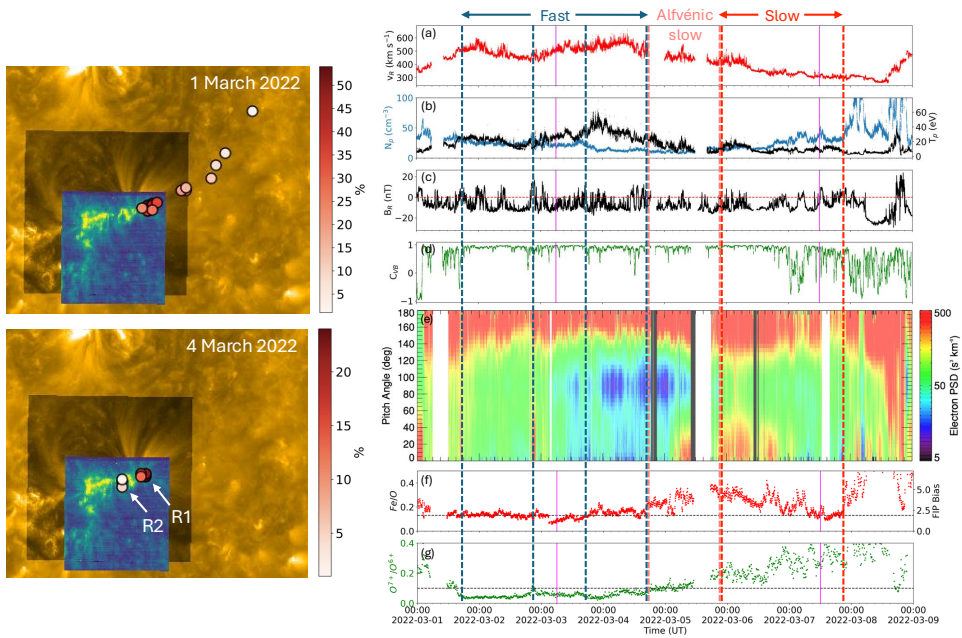 1 March 2022
50
45
40
35
30
25
20
15
10
5
%
4 March 2022
R1
R2
20
15
10
5
%
Fast
Alfvénic
slow
Slow
(a)
600
500
400
300
V_R (km s⁻¹)
(b)
100
50
0
N_p (cm⁻³)
60
40
20
0
T_p (eV)
(c)
20
0
−20
B_R (nT)
1
0
−1
C_VB
(e)
180
160
140
120
100
80
60
40
20
0
Pitch Angle (deg)
500
50
5
Electron PSD (s³ km⁻⁶)
(f)
0.4
0.2
0.0
Fe/O
5.0
2.5
0.0
FIP Bias
(g)
0.4
0.2
0.0
O⁷⁺/O⁶⁺
00:00 00:00 00:00 00:00 00:00 00:00 00:00 00:00 00:00
2022-03-01 2022-03-02 2022-03-03 2022-03-04 2022-03-05 2022-03-06 2022-03-07 2022-03-08 2022-03-09
Time (UT)